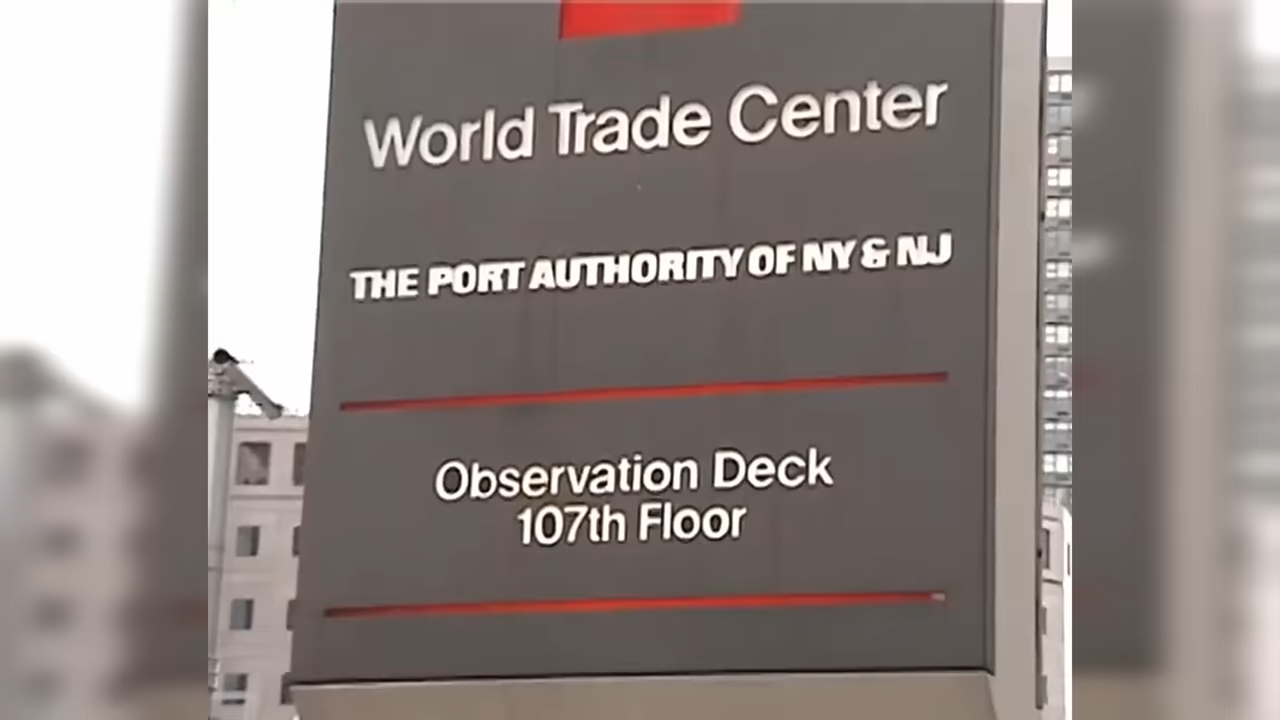 World Trade Center
THE PORT AUTHORITY OF NY & NJ
Observation Deck
107th Floor